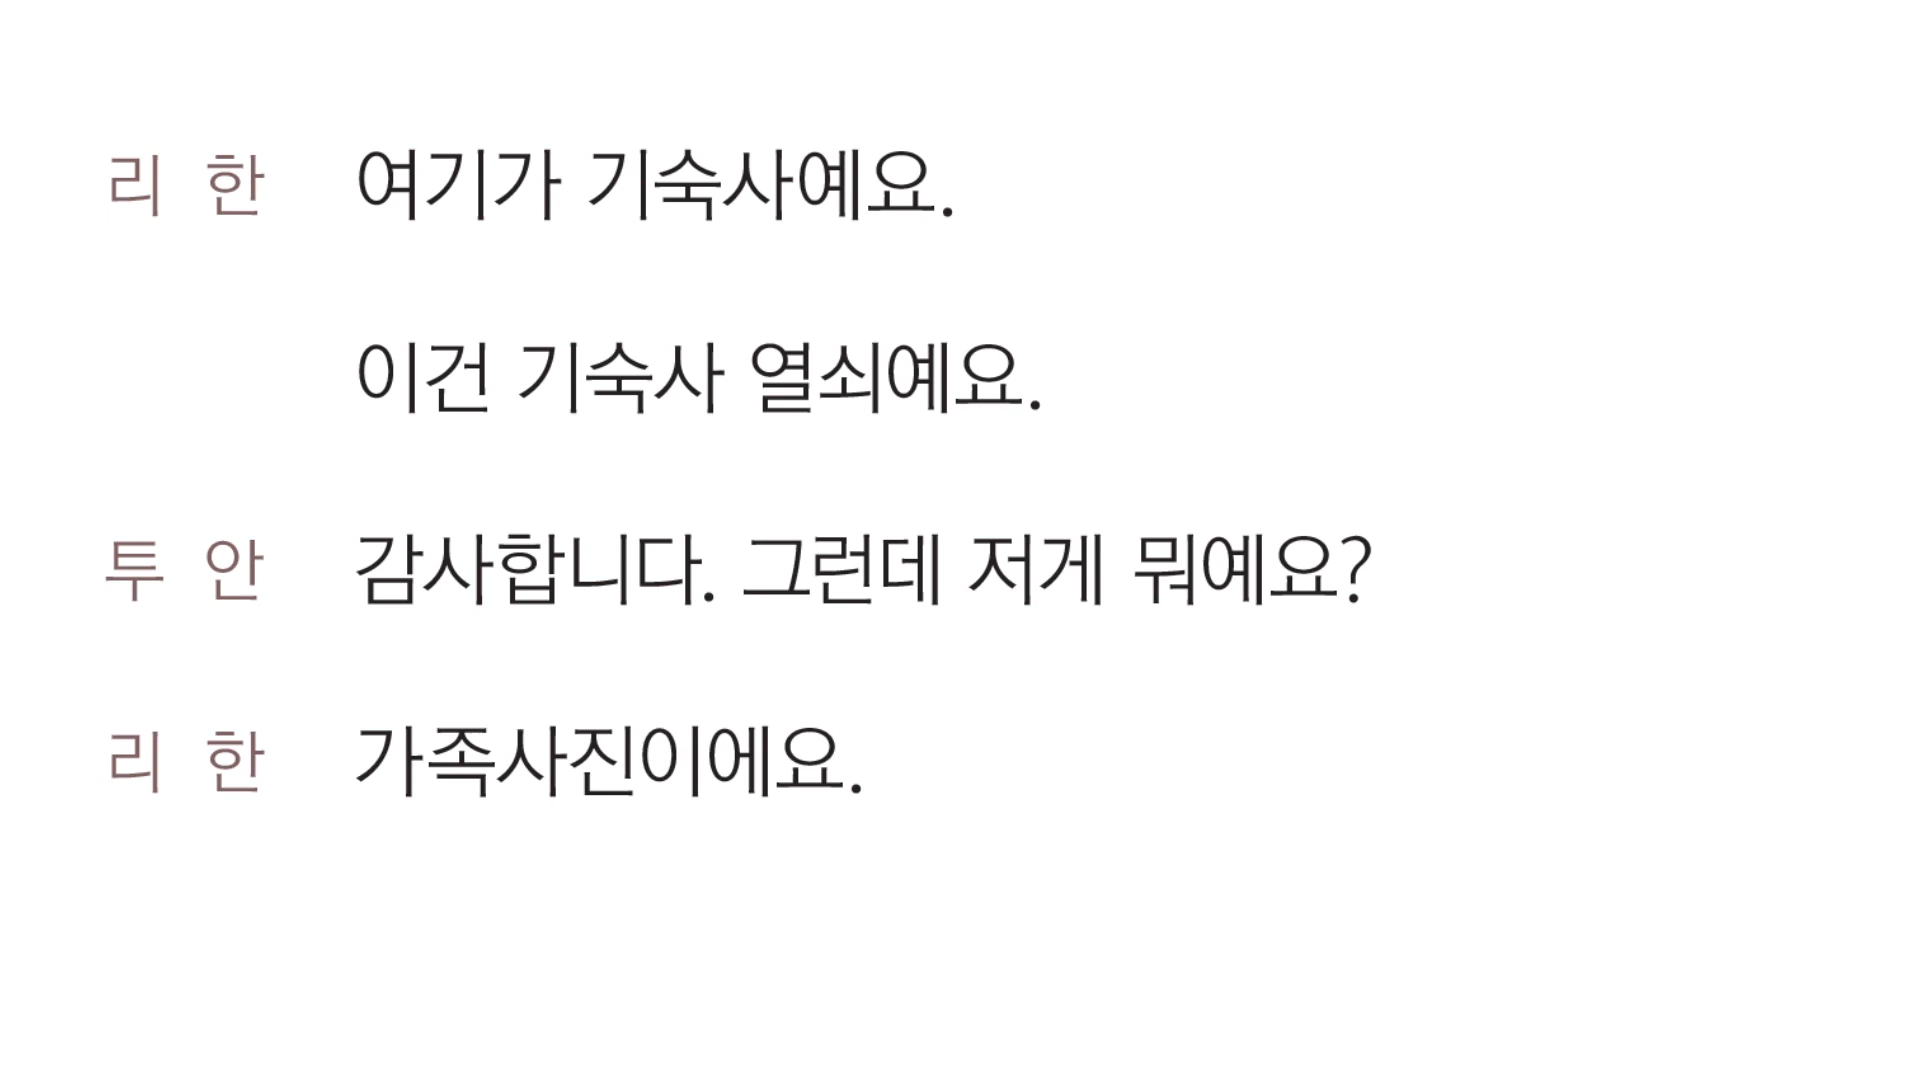 리 한 여기가 기숙사예요.
이건 기숙사 열쇠예요.
투 안 감사합니다. 그런데 저게 뭐예요?
리 한 가족사진이에요.